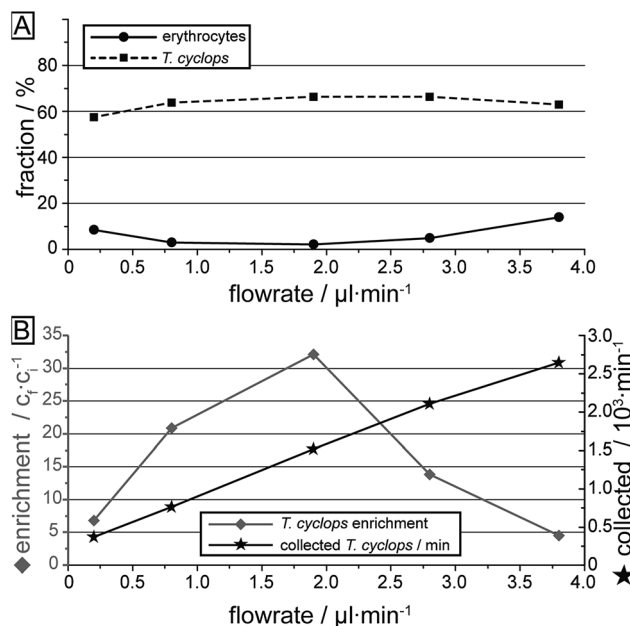 A
erythrocytes
T. cyclops
fraction / %
80
60
40
20
0
0 0.5 1.0 1.5 2.0 2.5 3.0 3.5 4.0
flowrate / µl·min⁻¹
B
enrichment / c_f·c_i⁻¹
35
30
25
20
15
10
5
0
3.0
2.5
2.0
1.5
1.0
0.5
0
collected / 10³·min⁻¹
T. cyclops enrichment
collected T. cyclops / min
0 0.5 1.0 1.5 2.0 2.5 3.0 3.5 4.0
flowrate / µl·min⁻¹